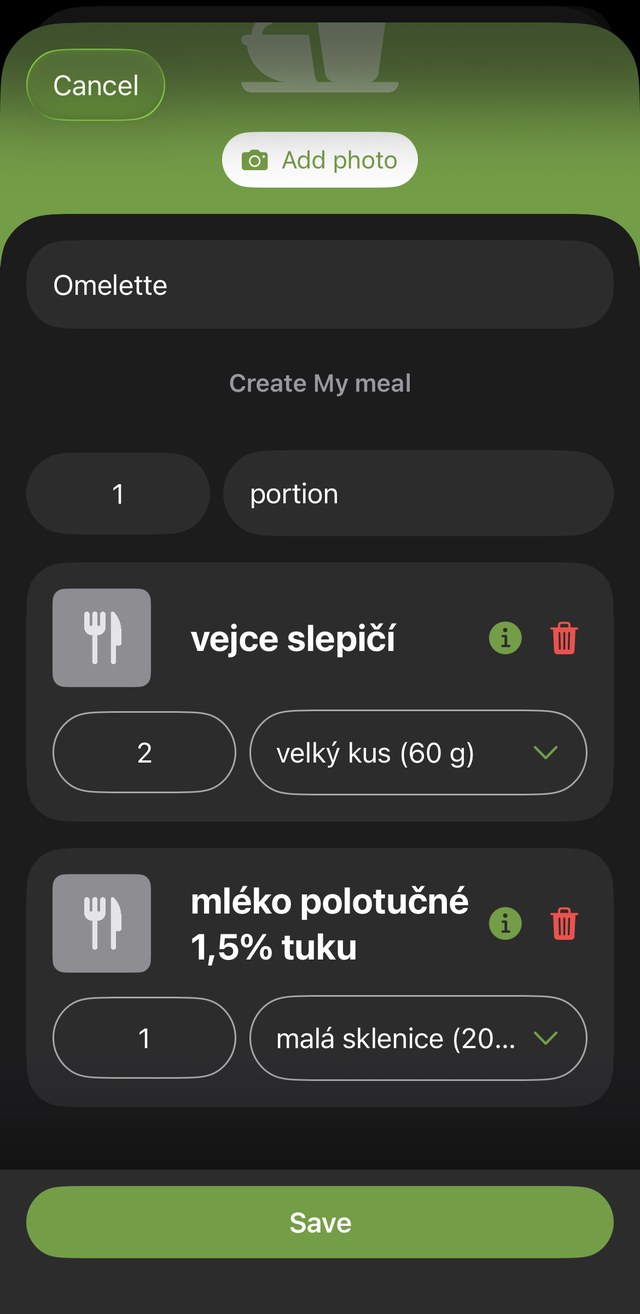 Cancel
Add photo
Omelette
Create My meal
1 portion
vejce slepičí
2 velký kus (60 g)
mléko polotučné
1,5% tuku
1 malá sklenice (20...
Save